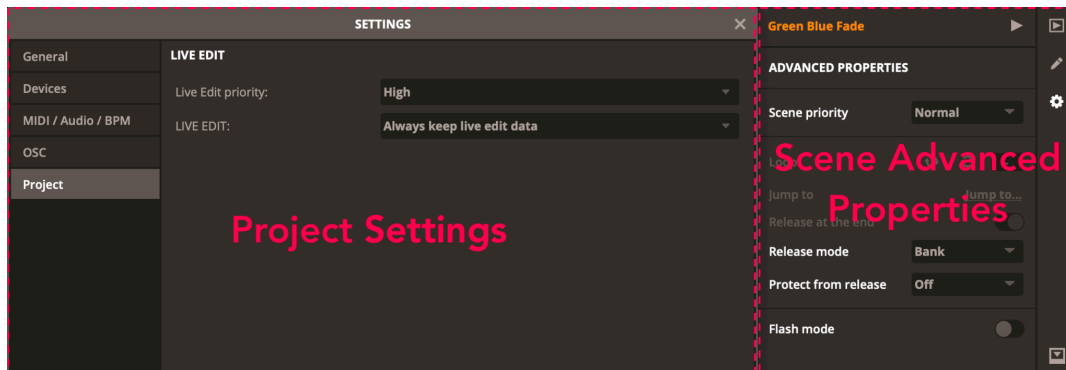 SETTINGS
General
Devices
MIDI / Audio / BPM
OSC
Project
LIVE EDIT
Live Edit priority: High
LIVE EDIT: Always keep live edit data
Project Settings
Green Blue Fade
ADVANCED PROPERTIES
Scene priority Normal
Scene Advanced
Properties
Jump to Jump to...
Release at the end
Release mode Bank
Protect from release Off
Flash mode